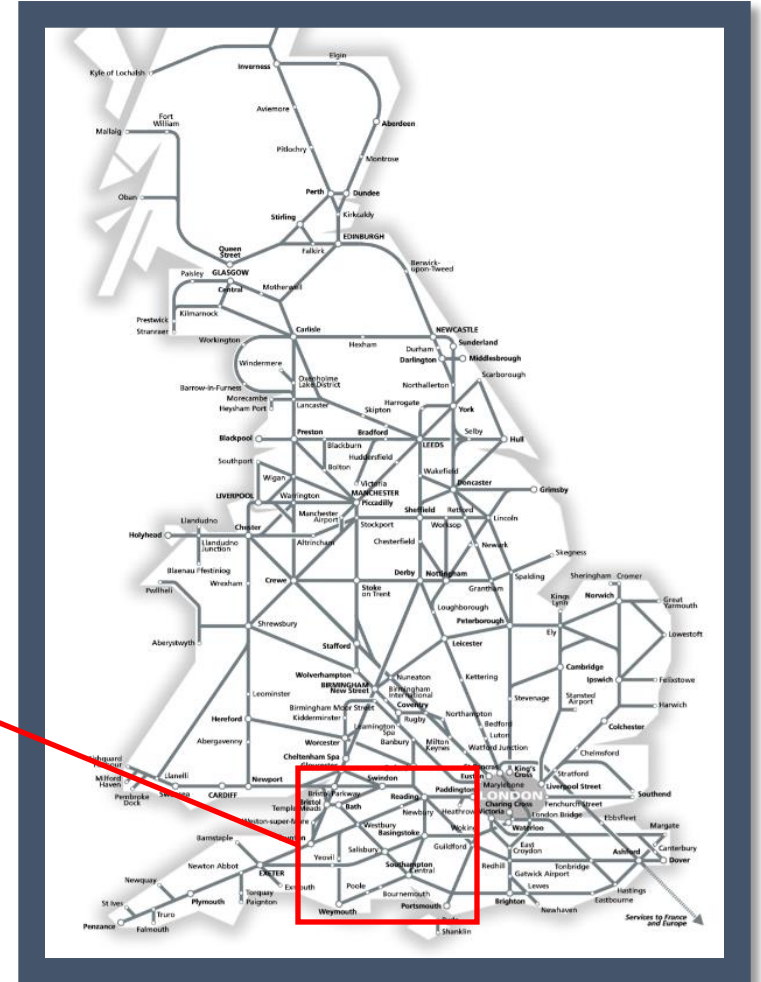 Elgin
Inverness
Kyle of Lochalsh
Aviemore
Fort
William
Mallaig
Aberdeen
Pitlochry
Montrose
Perth
Dundee
Oban
Stirling
Kirkcaldy
EDINBURGH
Queen
Street
Falkirk
Berwick-
upon-Tweed
Paisley
GLASGOW
Central
Motherwell
Prestwick
Kilmarnock
Stranraer
Carlisle
NEWCASTLE
Workington
Hexham
Durham
Sunderland
Darlington
Middlesbrough
Windermere
Scarborough
Oxenholme
Lake District
Barrow-in-Furness
Northallerton
Morecambe
Lancaster
Harrogate
Heysham Port
Skipton
York
Blackpool
Preston
Bradford
Selby
Hull
Blackburn
LEEDS
Huddersfield
Southport
Bolton
Wakefield
Wigan
Victoria
Doncaster
MANCHESTER
LIVERPOOL
Warrington
Piccadilly
Grimsby
Manchester
Airport
Sheffield
Retford
Llandudno
Stockport
Worksop
Lincoln
Holyhead
Chester
Llandudno
Junction
Altrincham
Chesterfield
Newark
Skegness
Blaenau Ffestiniog
Derby
Nottingham
Wrexham
Crewe
Stoke
on Trent
Spalding
Sheringham
Cromer
Pwllheli
Grantham
Kings
Lynn
Norwich
Great
Yarmouth
Loughborough
Shrewsbury
Peterborough
Ely
Lowestoft
Aberystwyth
Stafford
Leicester
Wolverhampton
Cambridge
BIRMINGHAM
New Street
Nuneaton
Kettering
Ipswich
Felixstowe
Birmingham
International
Stansted
Airport
Leominster
Coventry
Stevenage
Harwich
Birmingham Moor Street
Northampton
Hereford
Kidderminster
Rugby
Bedford
Colchester
Leamington
Spa
Luton
Abergavenny
Worcester
Banbury
Milton
Keynes
Watford Junction
Chelmsford
Cheltenham Spa
Gloucester
King's
Cross
Llanelli
Euston
Stratford
Milford
Haven
Newport
Swindon
Marylebone
Liverpool Street
Pembroke
Dock
Swansea
CARDIFF
Bristol Parkway
Reading
Paddington
LONDON
Southend
Bristol
Temple Meads
Bath
Charing Cross
Fenchurch Street
Newbury
Heathrow
Victoria
London Bridge
Ebbsfleet
Weston-super-Mare
Westbury
Waterloo
Margate
Barnstaple
Basingstoke
Woking
East
Croydon
Canterbury
Salisbury
Guildford
Ashford
Yeovil
Redhill
Tonbridge
Dover
Newton Abbot
EXETER
Southampton
Central
Gatwick Airport
Newquay
Exmouth
Poole
Lewes
Hastings
Torquay
Bournemouth
Eastbourne
St Ives
Plymouth
Paignton
Weymouth
Portsmouth
Brighton
Newhaven
Truro
Services to France
and Europe
Penzance
Falmouth
Shanklin